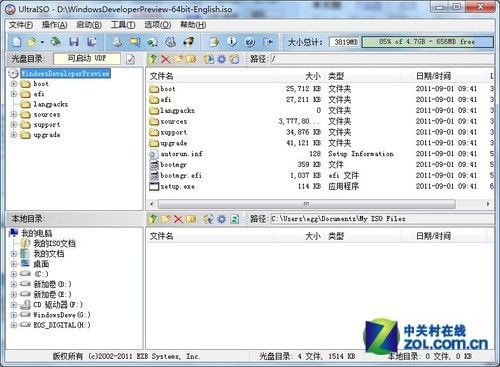 UltraISO - D:\WindowsDeveloperPreview-64bit-English.iso
文件(F) 操作(A) 启动(B) 工具(T) 选项(O) 帮助(H)
大小总计: 3819MB 85% of 4.7GB - 656MB free
光盘目录: 可启动 UDF 路径: /
WindowsDeveloperPreview
boot
efi
langpacks
sources
support
upgrade
文件名 大小 类型 日期/时间
boot 25,712 KB 文件夹 2011-09-01 09:41
efi 27,211 KB 文件夹 2011-09-01 09:41
langpacks 0 文件夹 2011-09-01 09:41
sources 3,777,80... 文件夹 2011-09-01 09:41
support 34,876 KB 文件夹 2011-09-01 09:41
upgrade 41,121 KB 文件夹 2011-09-01 09:41
autorun.inf 128 Setup Information 2011-09-01 09:41
bootmgr 359 KB 文件 2011-09-01 09:41
bootmgr.efi 1,037 KB efi 文件 2011-09-01 09:41
setup.exe 114 KB 应用程序 2011-09-01 09:41
本地目录: 路径: C:\Users\egg\Documents\My ISO Files
我的电脑
我的ISO文档
我的文档
桌面
(C:)
新加卷(D:)
新加卷(E:)
CD 驱动器(F:)
WindowsDeve(G:)
EOS_DIGITAL(H:)
文件名 大小 类型 日期/时间
中关村在线
zol.com.cn
版权所有 (c)2002-2011 EZB Systems, Inc. 光盘目录: 4 文件, 1514 KB 本地目录: 0 文件, 0 KB